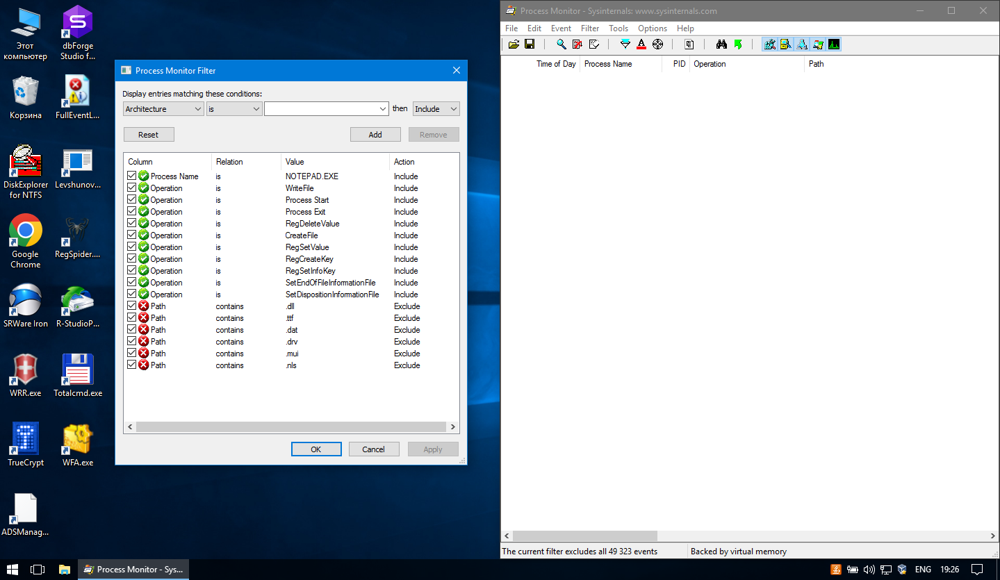 Этот
компьютер
dbForge
Studio f...
Корзина
FullEventL...
DiskExplorer
for NTFS
Levshunov...
Google
Chrome
RegSpider....
SRWare Iron
R-StudioP...
WRR.exe
Totalcmd.exe
TrueCrypt
WFA.exe
ADSManag...
Process Monitor Filter
Display entries matching these conditions:
Architecture is then Include
Reset Add Remove
Column Relation Value Action
Process Name is NOTEPAD.EXE Include
Operation is WriteFile Include
Operation is Process Start Include
Operation is Process Exit Include
Operation is RegDeleteValue Include
Operation is CreateFile Include
Operation is RegSetValue Include
Operation is RegCreateKey Include
Operation is RegSetInfoKey Include
Operation is SetEndOfFileInformationFile Include
Operation is SetDispositionInformationFile Include
Path contains .dll Exclude
Path contains .ttf Exclude
Path contains .dat Exclude
Path contains .drv Exclude
Path contains .mui Exclude
Path contains .nls Exclude
OK Cancel Apply
Process Monitor - Sysinternals: www.sysinternals.com
File Edit Event Filter Tools Options Help
Time of Day Process Name PID Operation Path
The current filter excludes all 49 323 events Backed by virtual memory
Process Monitor - Sys... ENG 19:26